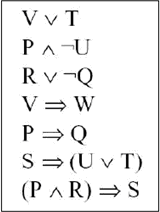 V ∨ T
P ∧ ¬U
R ∨ ¬Q
V ⇒ W
P ⇒ Q
S ⇒ (U ∨ T)
(P ∧ R) ⇒ S